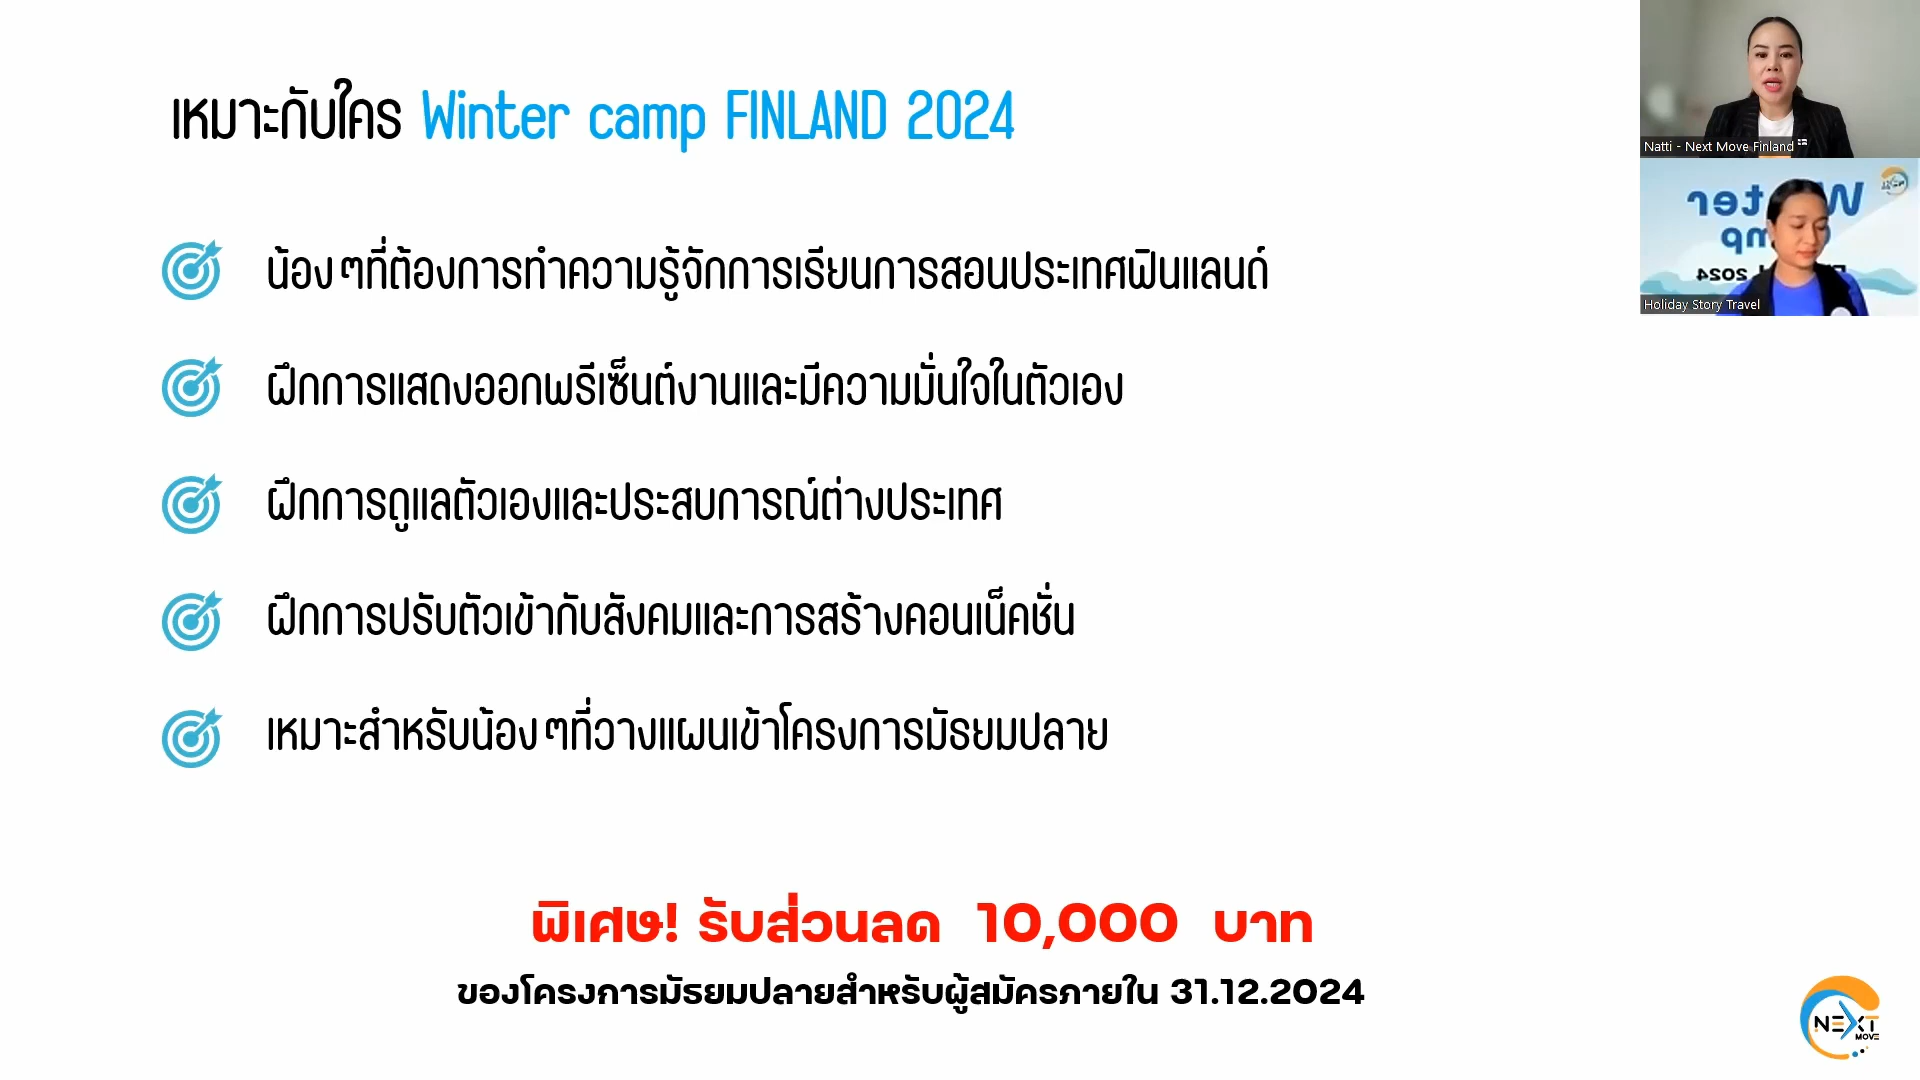 เหมาะกับใคร Winter camp FINLAND 2024
น้อง ๆที่ต้องการทำความรู้จักการเรียนการสอนประเทศฟินแลนด์
ฝึกการแสดงออกพรีเซ็นต์งานและมีความมั่นใจในตัวเอง
ฝึกการดูแลตัวเองและประสบการณ์ต่างประเทศ
ฝึกการปรับตัวเข้ากับสังคมและการสร้างคอนเน็คชั่น
เหมาะสำหรับน้อง ๆที่วางแผนเข้าโครงการมัธยมปลาย
พิเศษ! รับส่วนลด 10,000 บาท
ของโครงการมัธยมปลายสำหรับผู้สมัครภายใน 31.12.2024
Natti - Next Move Finland
2024
Holiday Story Travel
NEXT
MOVE